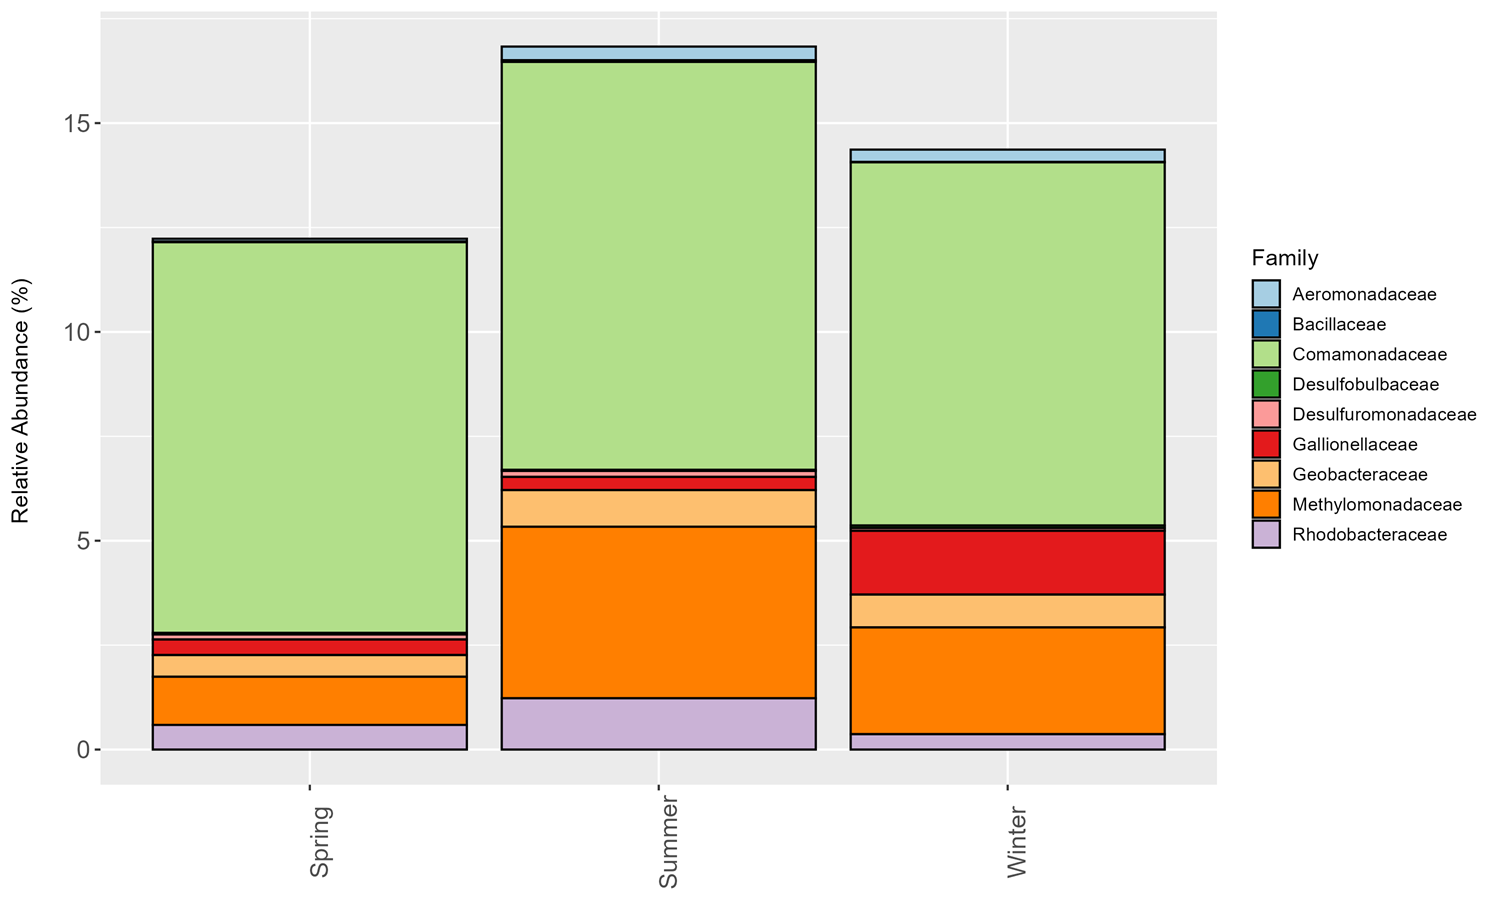 Relative Abundance (%)
15
10
5
0
Spring
Summer
Winter
Family
Aeromonadaceae
Bacillaceae
Comamonadaceae
Desulfobulbaceae
Desulfuromonadaceae
Gallionellaceae
Geobacteraceae
Methylomonadaceae
Rhodobacteraceae